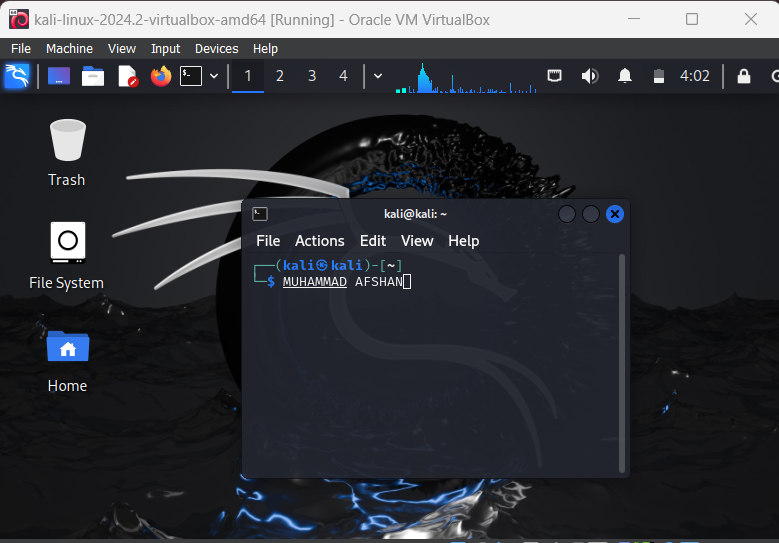 kali-linux-2024.2-virtualbox-amd64 [Running] - Oracle VM VirtualBox
File Machine View Input Devices Help
1 2 3 4 4:02
Trash
File System
Home
kali@kali: ~
File Actions Edit View Help
┌──(kali㉿kali)-[~]
└─$ MUHAMMAD AFSHAN